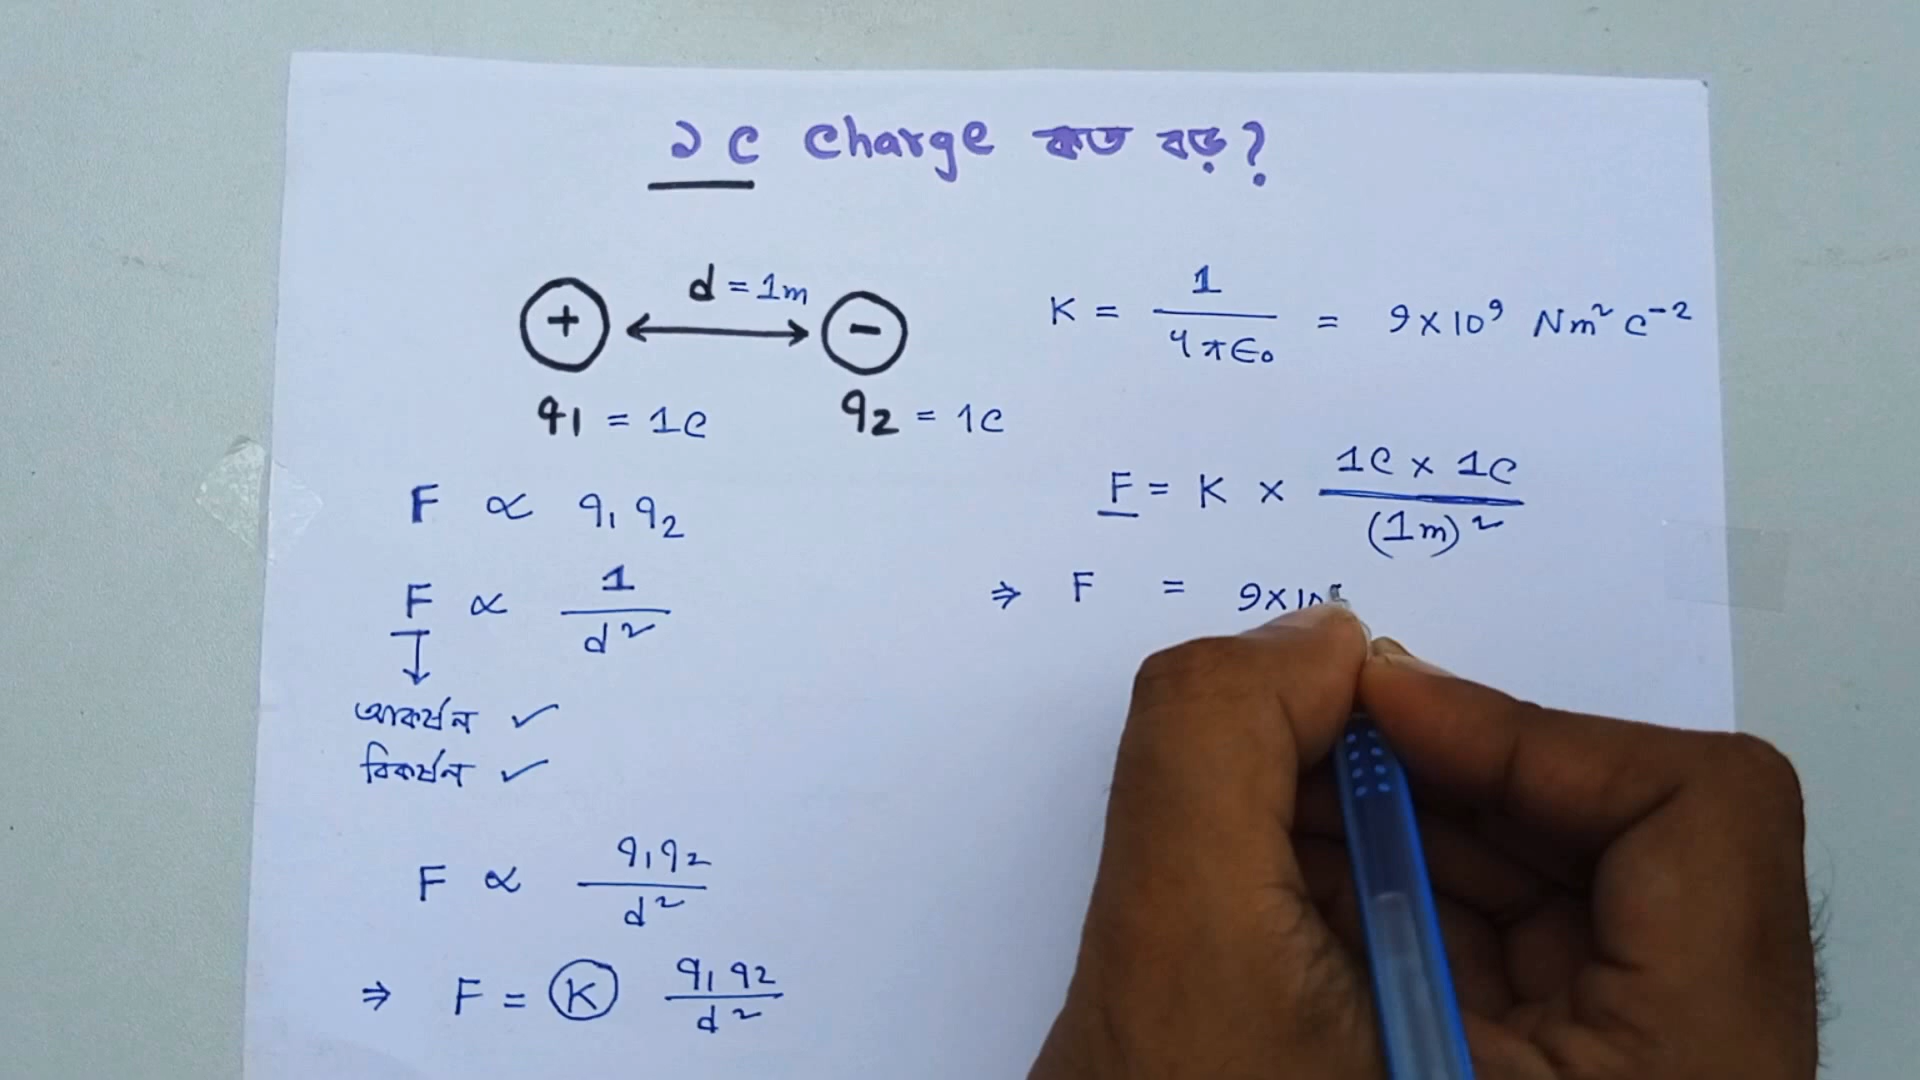 ১ C charge কত বড়?
d = 1m
+ −
q1 = 1C q2 = 1C
F ∝ q₁q₂
F ∝ 1/d²
আকর্ষন ✓
বিকর্ষন ✓
F ∝ q₁q₂/d²
⇒ F = K q₁q₂/d²
K = 1/4πϵ₀ = 9×10⁹ Nm²C⁻²
F = K × 1C × 1C/(1m)²
⇒ F = 9×10